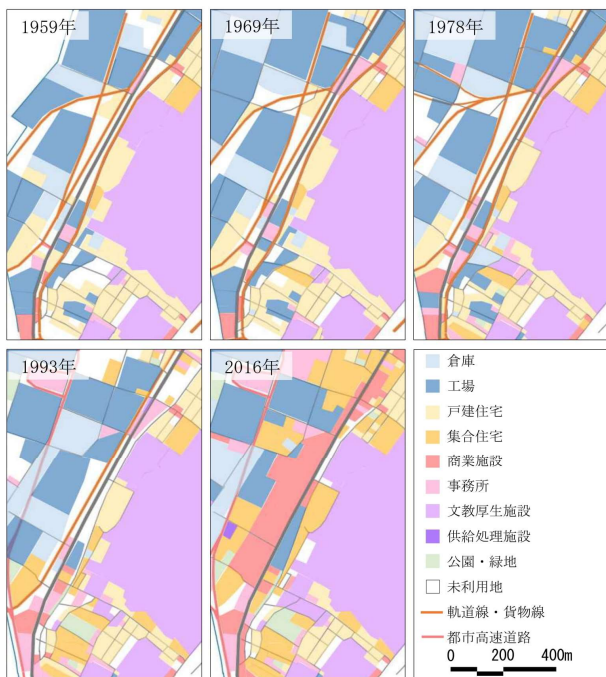 1959年
1969年
1978年
1993年
2016年
倉庫
工場
戸建住宅
集合住宅
商業施設
事務所
文教厚生施設
供給処理施設
公園・緑地
未利用地
軌道線・貨物線
都市高速道路
0 200 400m